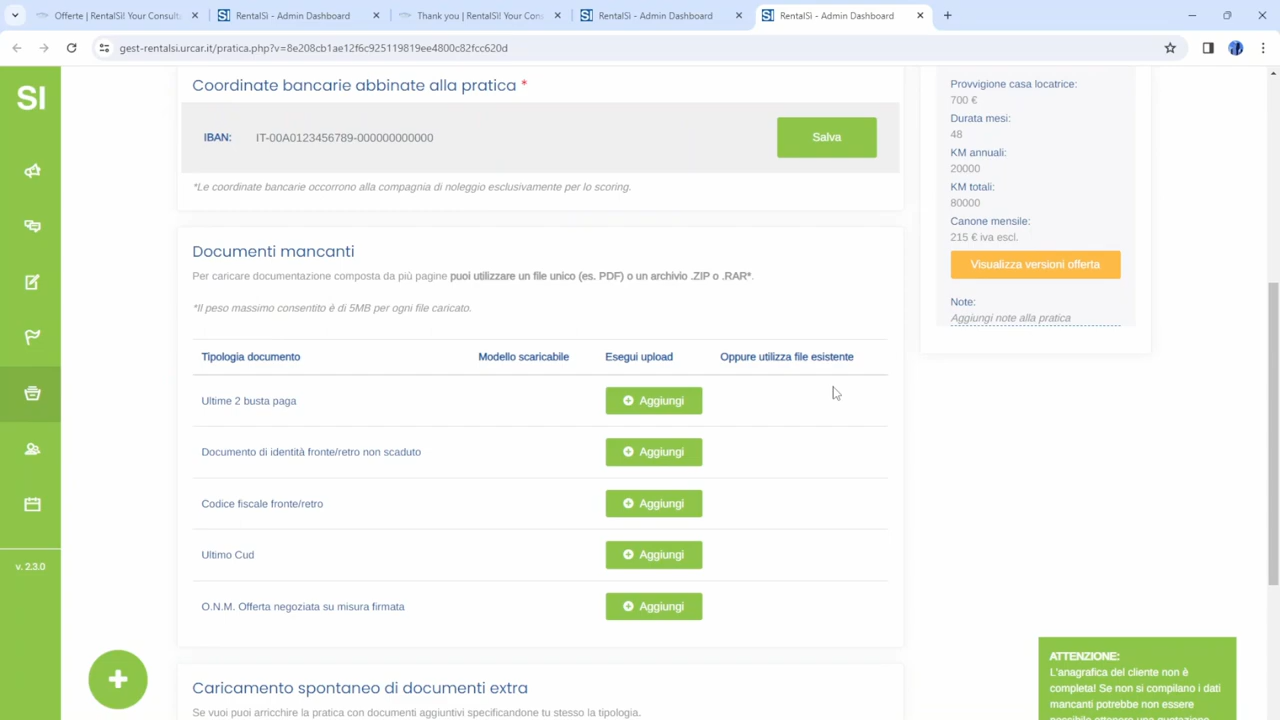 Offerte | RentalSì! Your Consult
RentalSì - Admin Dashboard
Thank you | RentalSì! Your Cons
RentalSì - Admin Dashboard
RentalSì - Admin Dashboard
gest-rentalsi.urcar.it/pratica.php?v=8e208cb1ae12f6c925119819ee4800c82fcc620d
SI
v. 2.3.0
Coordinate bancarie abbinate alla pratica *
IBAN: IT-00A0123456789-000000000000
Salva
*Le coordinate bancarie occorrono alla compagnia di noleggio esclusivamente per lo scoring.
Documenti mancanti
Per caricare documentazione composta da più pagine puoi utilizzare un file unico (es. PDF) o un archivio .ZIP o .RAR*.
*Il peso massimo consentito è di 5MB per ogni file caricato.
Tipologia documento Modello scaricabile Esegui upload Oppure utilizza file esistente
Ultime 2 busta paga Aggiungi
Documento di identità fronte/retro non scaduto Aggiungi
Codice fiscale fronte/retro Aggiungi
Ultimo Cud Aggiungi
O.N.M. Offerta negoziata su misura firmata Aggiungi
Caricamento spontaneo di documenti extra
Se vuoi puoi arricchire la pratica con documenti aggiuntivi specificandone tu stesso la tipologia.
Provvigione casa locatrice:
700 €
Durata mesi:
48
KM annuali:
20000
KM totali:
80000
Canone mensile:
215 € iva escl.
Visualizza versioni offerta
Note:
Aggiungi note alla pratica
ATTENZIONE:
L'anagrafica del cliente non è
completa! Se non si compilano i dati
mancanti potrebbe non essere
possibile ottenere una quotazione